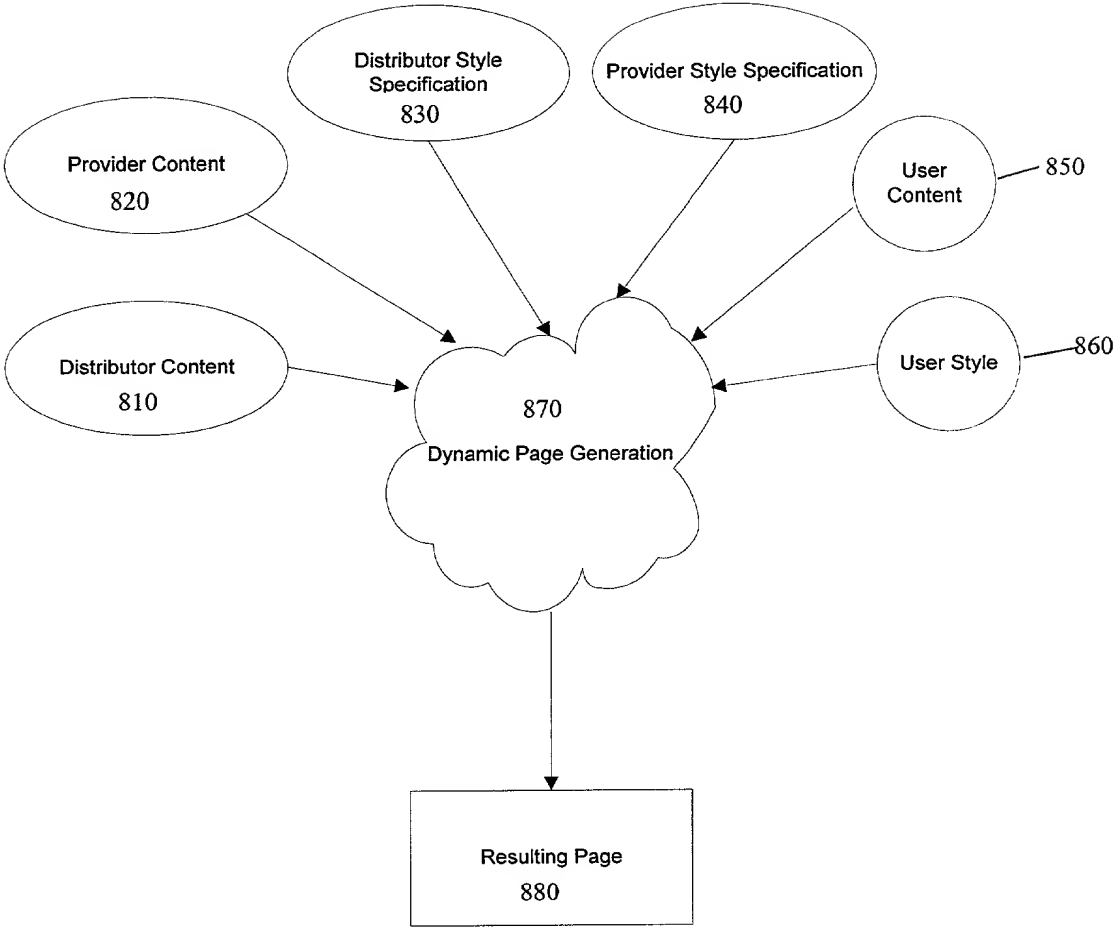 Distributor Style
Specification
830
Provider Style Specification
840
Provider Content
820
User
Content
850
Distributor Content
810
User Style
860
870
Dynamic Page Generation
Resulting Page
880